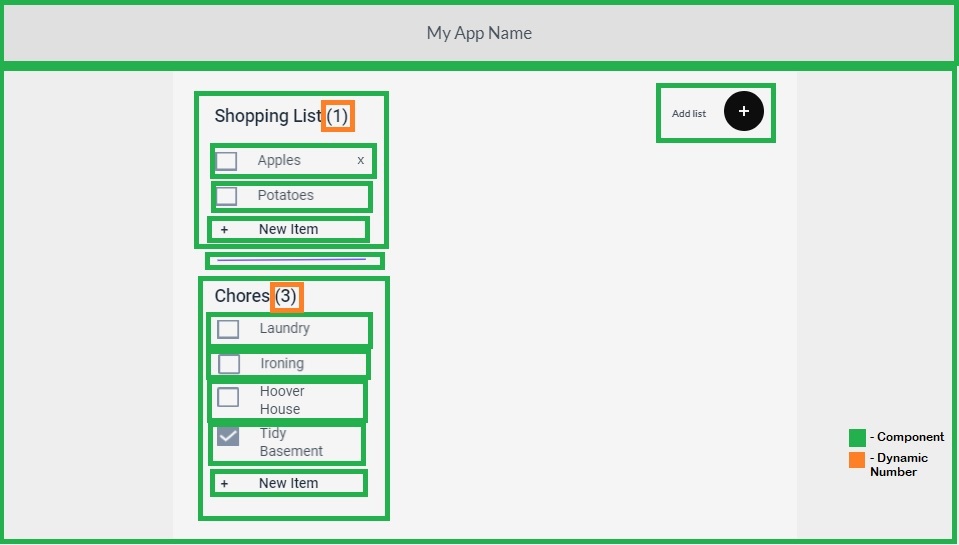 My App Name
Shopping List (1)
Add list +
Apples x
Potatoes
+ New Item
Chores (3)
Laundry
Ironing
Hoover
House
Tidy
Basement
+ New Item
- Component
- Dynamic
Number